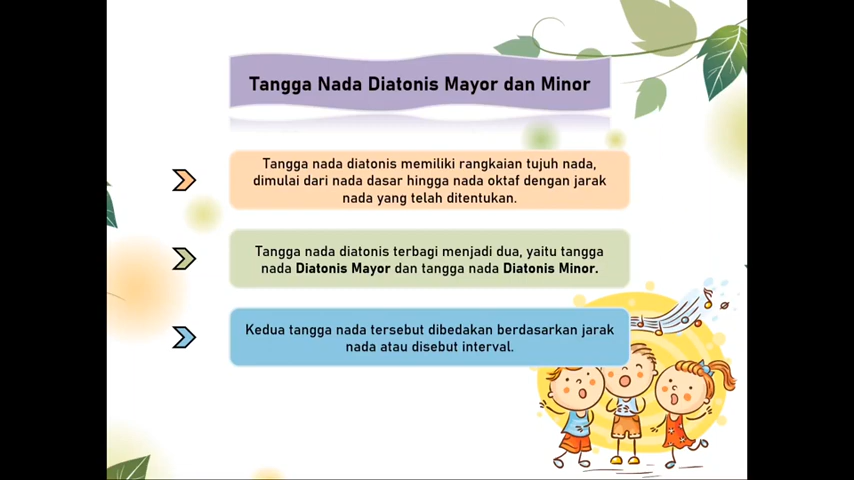 Tangga Nada Diatonis Mayor dan Minor
Tangga nada diatonis memiliki rangkaian tujuh nada,
dimulai dari nada dasar hingga nada oktaf dengan jarak
nada yang telah ditentukan.
Tangga nada diatonis terbagi menjadi dua, yaitu tangga
nada Diatonis Mayor dan tangga nada Diatonis Minor.
Kedua tangga nada tersebut dibedakan berdasarkan jarak
nada atau disebut interval.